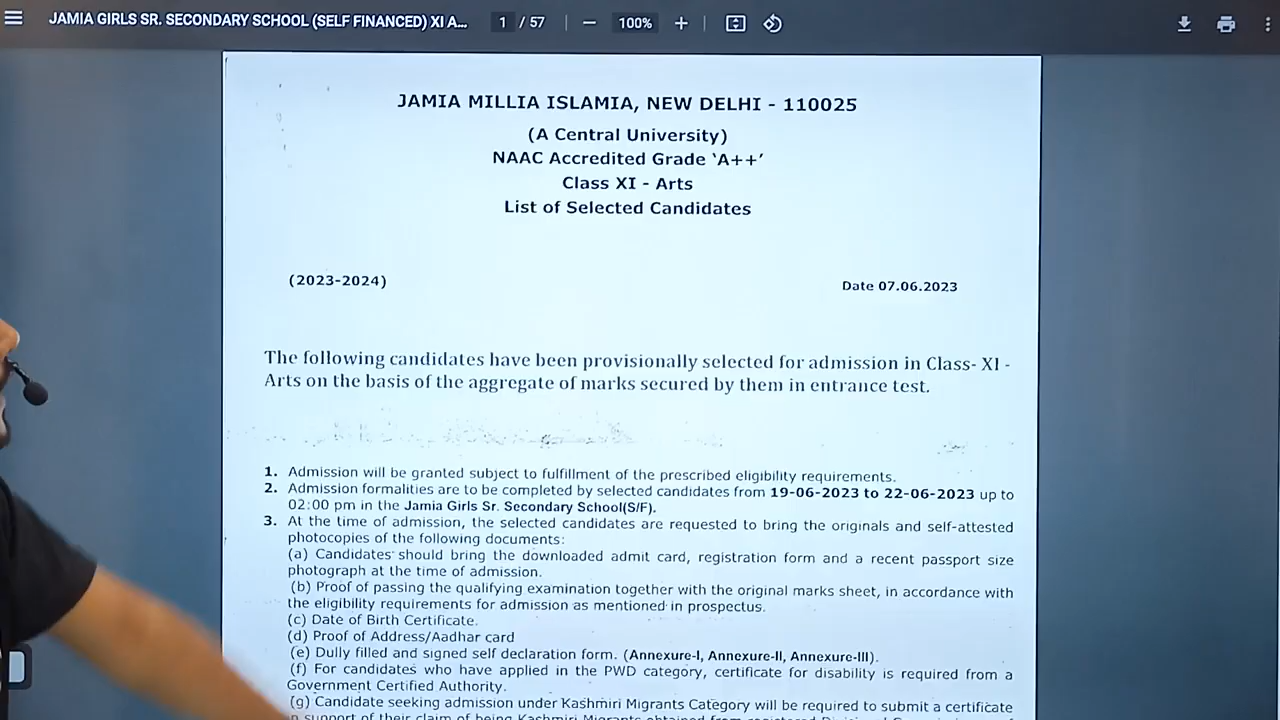 JAMIA GIRLS SR. SECONDARY SCHOOL (SELF FINANCED) XI A...
1 / 57
100%
JAMIA MILLIA ISLAMIA, NEW DELHI - 110025
(A Central University)
NAAC Accredited Grade ‘A++’
Class XI - Arts
List of Selected Candidates
(2023-2024)
Date 07.06.2023
The following candidates have been provisionally selected for admission in Class- XI -
Arts on the basis of the aggregate of marks secured by them in entrance test.
1. Admission will be granted subject to fulfillment of the prescribed eligibility requirements.
2. Admission formalities are to be completed by selected candidates from 19-06-2023 to 22-06-2023 up to
02:00 pm in the Jamia Girls Sr. Secondary School(S/F).
3. At the time of admission, the selected candidates are requested to bring the originals and self-attested
photocopies of the following documents:
(a) Candidates should bring the downloaded admit card, registration form and a recent passport size
photograph at the time of admission.
(b) Proof of passing the qualifying examination together with the original marks sheet, in accordance with
the eligibility requirements for admission as mentioned in prospectus.
(c) Date of Birth Certificate.
(d) Proof of Address/Aadhar card
(e) Dully filled and signed self declaration form. (Annexure-I, Annexure-II, Annexure-III).
(f) For candidates who have applied in the PWD category, certificate for disability is required from a
Government Certified Authority.
(g) Candidate seeking admission under Kashmiri Migrants Category will be required to submit a certificate
support of their claim of being Kashmiri Migrants obtained from